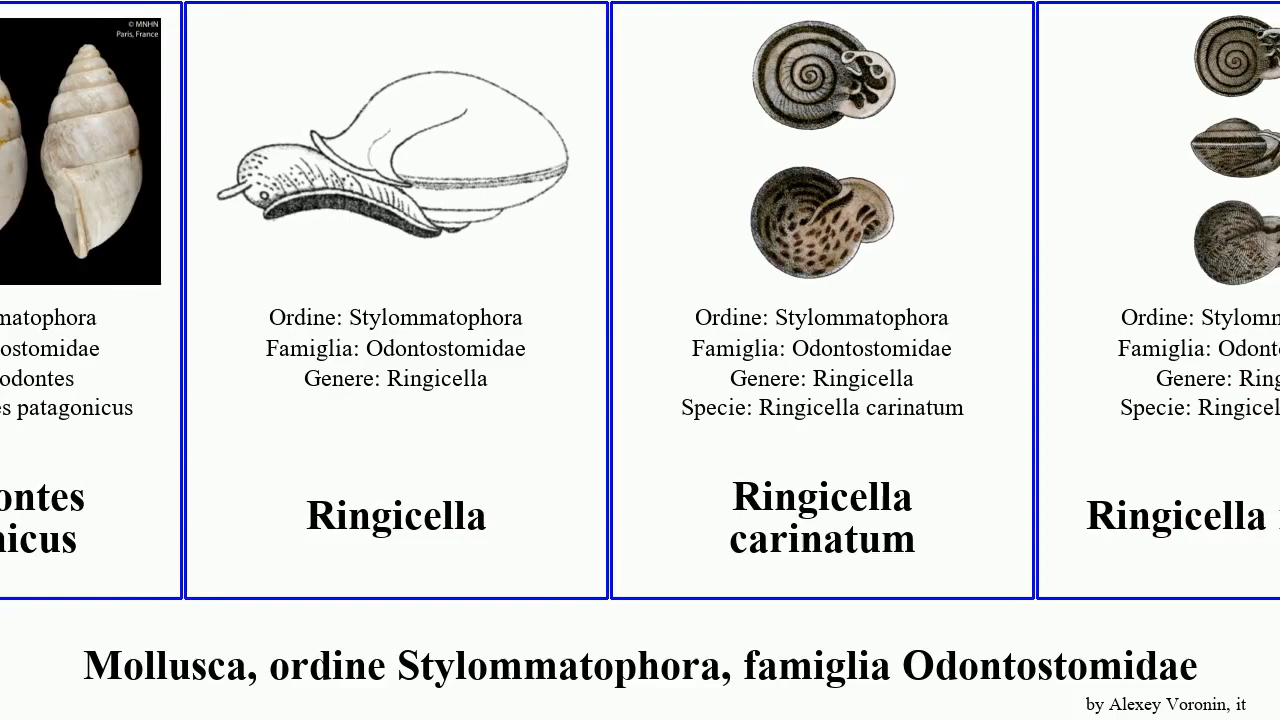 © MNHN
Paris, France
matophora
ostomidae
odontes
es patagonicus
ontes
nicus
Ordine: Stylommatophora
Famiglia: Odontostomidae
Genere: Ringicella
Ringicella
Ordine: Stylommatophora
Famiglia: Odontostomidae
Genere: Ringicella
Specie: Ringicella carinatum
Ringicella
carinatum
Ordine: Stylomm
Famiglia: Odonto
Genere: Ring
Specie: Ringicel
Ringicella
Mollusca, ordine Stylommatophora, famiglia Odontostomidae
by Alexey Voronin, it